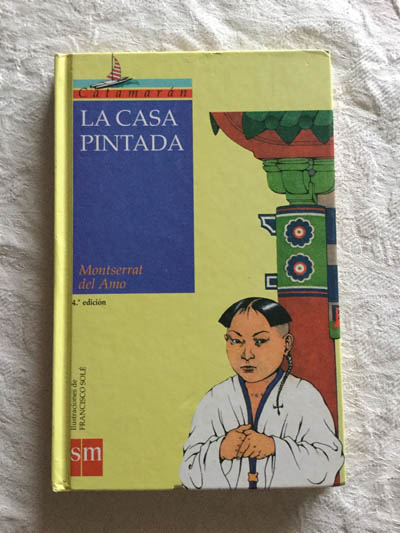 Catamarán
LA CASA
PINTADA
Montserrat
del Amo
4.ª edición
Ilustraciones de
FRANCISCO SOLÉ
sm